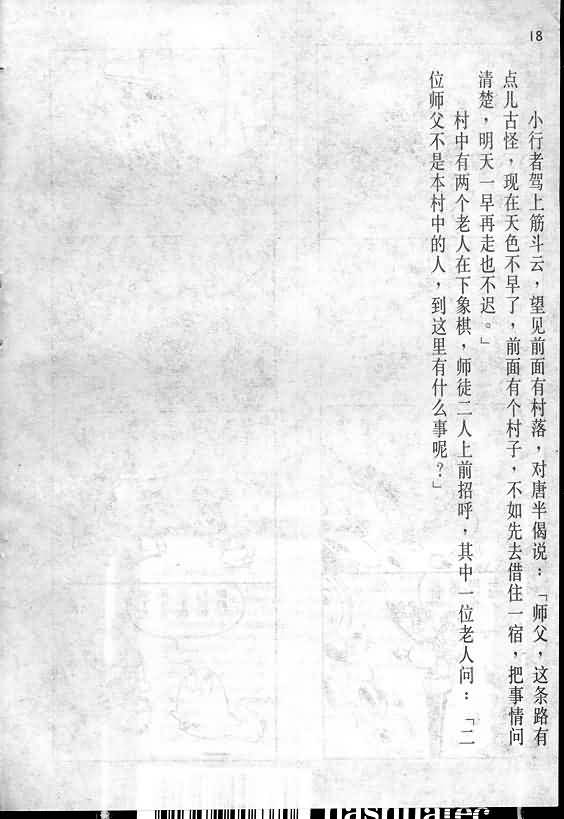 18
小行者驾上筋斗云，望见前面有村落，对唐半偈说：「师父，这条路有
点儿古怪，现在天色不早了，前面有个村子，不如先去借住一宿，把事情问
清楚，明天一早再走也不迟。」
村中有两个老人在下象棋，师徒二人上前招呼，其中一位老人问：「二
位师父不是本村中的人，到这里有什么事呢？」